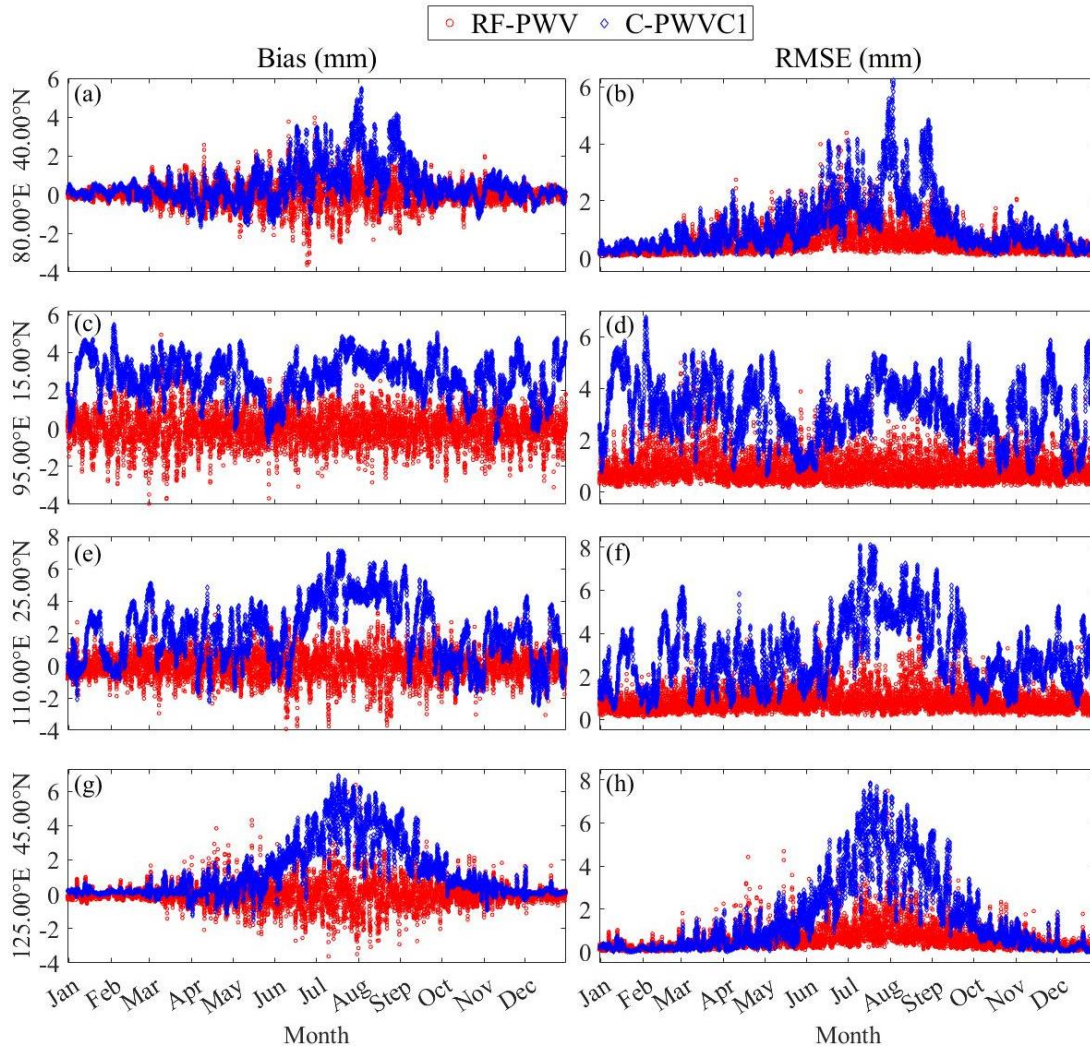 RF-PWV C-PWVC1
Bias (mm) RMSE (mm)
80.00°E 40.00°N
(a)
6
4
2
0
-2
-4
(b)
6
4
2
0
95.00°E 15.00°N
(c)
6
4
2
0
-2
-4
(d)
6
4
2
0
110.00°E 25.00°N
(e)
8
6
4
2
0
-2
-4
(f)
8
6
4
2
0
125.00°E 45.00°N
(g)
8
6
4
2
0
-2
-4
(h)
8
6
4
2
0
Jan Feb Mar Apr May Jun Jul Aug Sep Oct Nov Dec
Jan Feb Mar Apr May Jun Jul Aug Sep Oct Nov Dec
Month Month